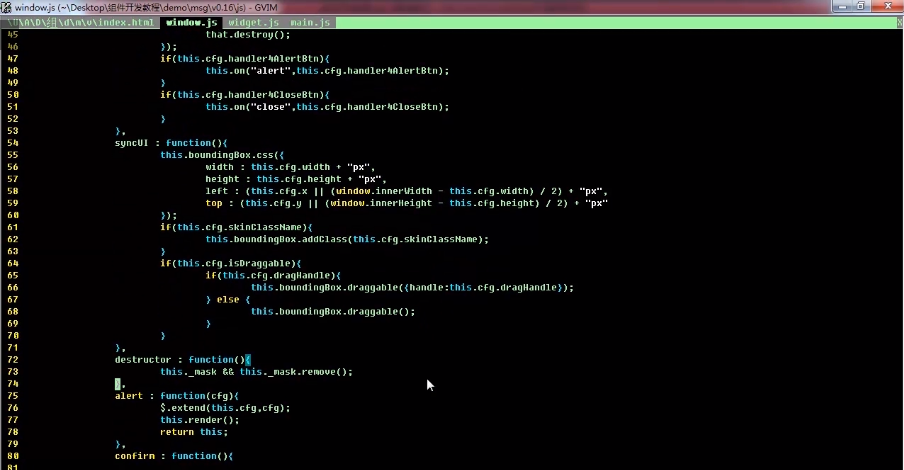 window.js (~\Desktop\组件开发教程\demo\msg\v0.16\js) - GVIM
\A\D\组\d\m\v\index.html window.js widget.js main.js X
45 that.destroy();
46 });
47 if(this.cfg.handler4AlertBtn){
48 this.on("alert",this.cfg.handler4AlertBtn);
49 }
50 if(this.cfg.handler4CloseBtn){
51 this.on("close",this.cfg.handler4CloseBtn);
52 }
53 },
54 syncUI : function(){
55 this.boundingBox.css({
56 width : this.cfg.width + "px",
57 height : this.cfg.height + "px",
58 left : (this.cfg.x || (window.innerWidth - this.cfg.width) / 2) + "px",
59 top : (this.cfg.y || (window.innerHeight - this.cfg.height) / 2) + "px"
60 });
61 if(this.cfg.skinClassName){
62 this.boundingBox.addClass(this.cfg.skinClassName);
63 }
64 if(this.cfg.isDraggable){
65 if(this.cfg.dragHandle){
66 this.boundingBox.draggable({handle:this.cfg.dragHandle});
67 } else {
68 this.boundingBox.draggable();
69 }
70 }
71 },
72 destructor : function(){
73 this._mask && this._mask.remove();
74 },
75 alert : function(cfg){
76 $.extend(this.cfg,cfg);
77 this.render();
78 return this;
79 },
80 confirm : function(){
81